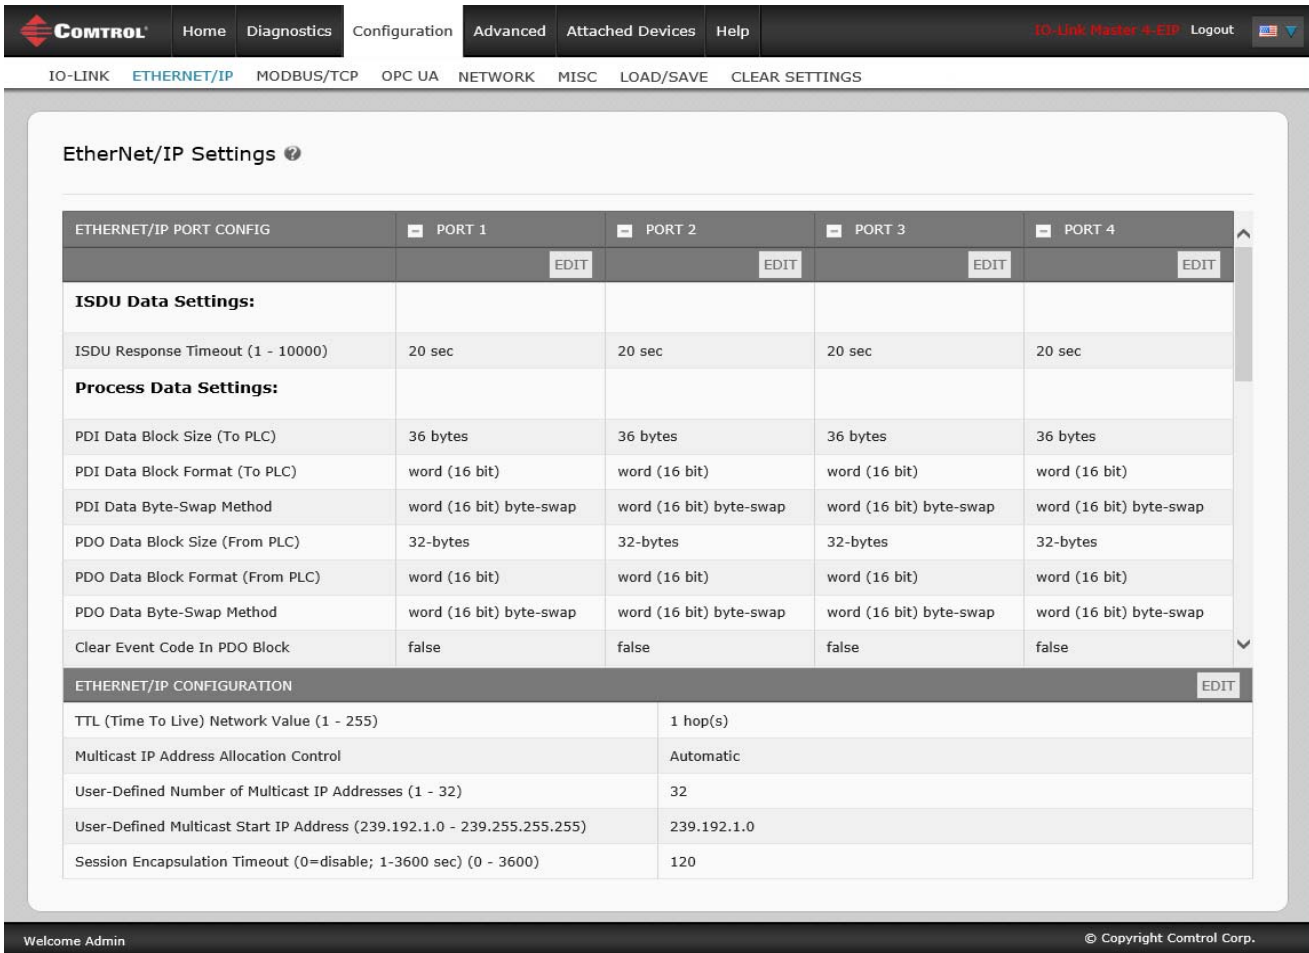 COMTROL Home Diagnostics Configuration Advanced Attached Devices Help IO-Link Master 4-EIP Logout
IO-LINK ETHERNET/IP MODBUS/TCP OPC UA NETWORK MISC LOAD/SAVE CLEAR SETTINGS
EtherNet/IP Settings ?
ETHERNET/IP PORT CONFIG PORT 1 PORT 2 PORT 3 PORT 4
EDIT EDIT EDIT EDIT
ISDU Data Settings:
ISDU Response Timeout (1 - 10000) 20 sec 20 sec 20 sec 20 sec
Process Data Settings:
PDI Data Block Size (To PLC) 36 bytes 36 bytes 36 bytes 36 bytes
PDI Data Block Format (To PLC) word (16 bit) word (16 bit) word (16 bit) word (16 bit)
PDI Data Byte-Swap Method word (16 bit) byte-swap word (16 bit) byte-swap word (16 bit) byte-swap word (16 bit) byte-swap
PDO Data Block Size (From PLC) 32-bytes 32-bytes 32-bytes 32-bytes
PDO Data Block Format (From PLC) word (16 bit) word (16 bit) word (16 bit) word (16 bit)
PDO Data Byte-Swap Method word (16 bit) byte-swap word (16 bit) byte-swap word (16 bit) byte-swap word (16 bit) byte-swap
Clear Event Code In PDO Block false false false false
ETHERNET/IP CONFIGURATION EDIT
TTL (Time To Live) Network Value (1 - 255) 1 hop(s)
Multicast IP Address Allocation Control Automatic
User-Defined Number of Multicast IP Addresses (1 - 32) 32
User-Defined Multicast Start IP Address (239.192.1.0 - 239.255.255.255) 239.192.1.0
Session Encapsulation Timeout (0=disable; 1-3600 sec) (0 - 3600) 120
Welcome Admin © Copyright Comtrol Corp.